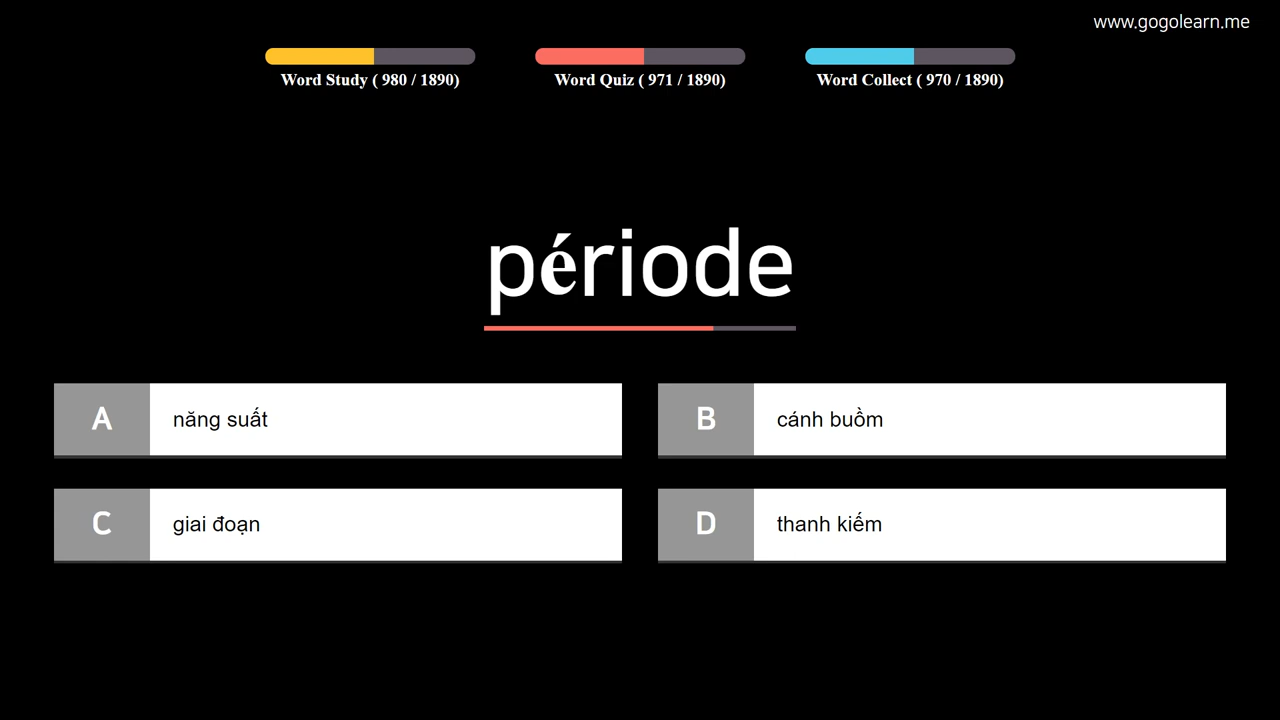 www.gogolearn.me
Word Study ( 980 / 1890)
Word Quiz ( 971 / 1890)
Word Collect ( 970 / 1890)
période
A
năng suất
B
cánh buồm
C
giai đoạn
D
thanh kiếm